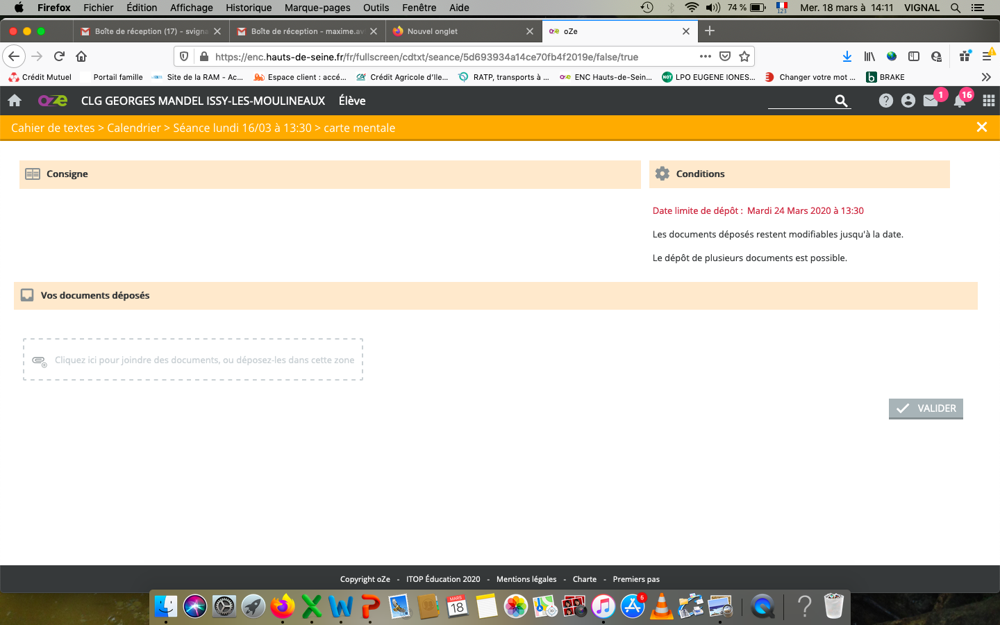 Firefox Fichier Édition Affichage Historique Marque-pages Outils Fenêtre Aide 74 % 123 Mer. 18 mars à 14:11 VIGNAL
Boîte de réception (17) - svigna Boîte de réception - maxime.av Nouvel onglet oZe
https://enc.hauts-de-seine.fr/fr/fullscreen/cdtxt/seance/5d693934a14ce70fb4f2019e/false/true
Crédit Mutuel Portail famille Site de la RAM - Ac... Espace client : accé... Crédit Agricole d'Ile... RATP, transports à ... ENC Hauts-de-Sein... LPO EUGENE IONES... Changer votre mot ... BRAKE
oZe CLG GEORGES MANDEL ISSY-LES-MOULINEAUX Élève 1 16
Cahier de textes > Calendrier > Séance lundi 16/03 à 13:30 > carte mentale
Consigne Conditions
Date limite de dépôt : Mardi 24 Mars 2020 à 13:30
Les documents déposés restent modifiables jusqu'à la date.
Le dépôt de plusieurs documents est possible.
Vos documents déposés
Cliquez ici pour joindre des documents, ou déposez-les dans cette zone
VALIDER
Copyright oZe - ITOP Éducation 2020 - Mentions légales - Charte - Premiers pas
MARS 18 6